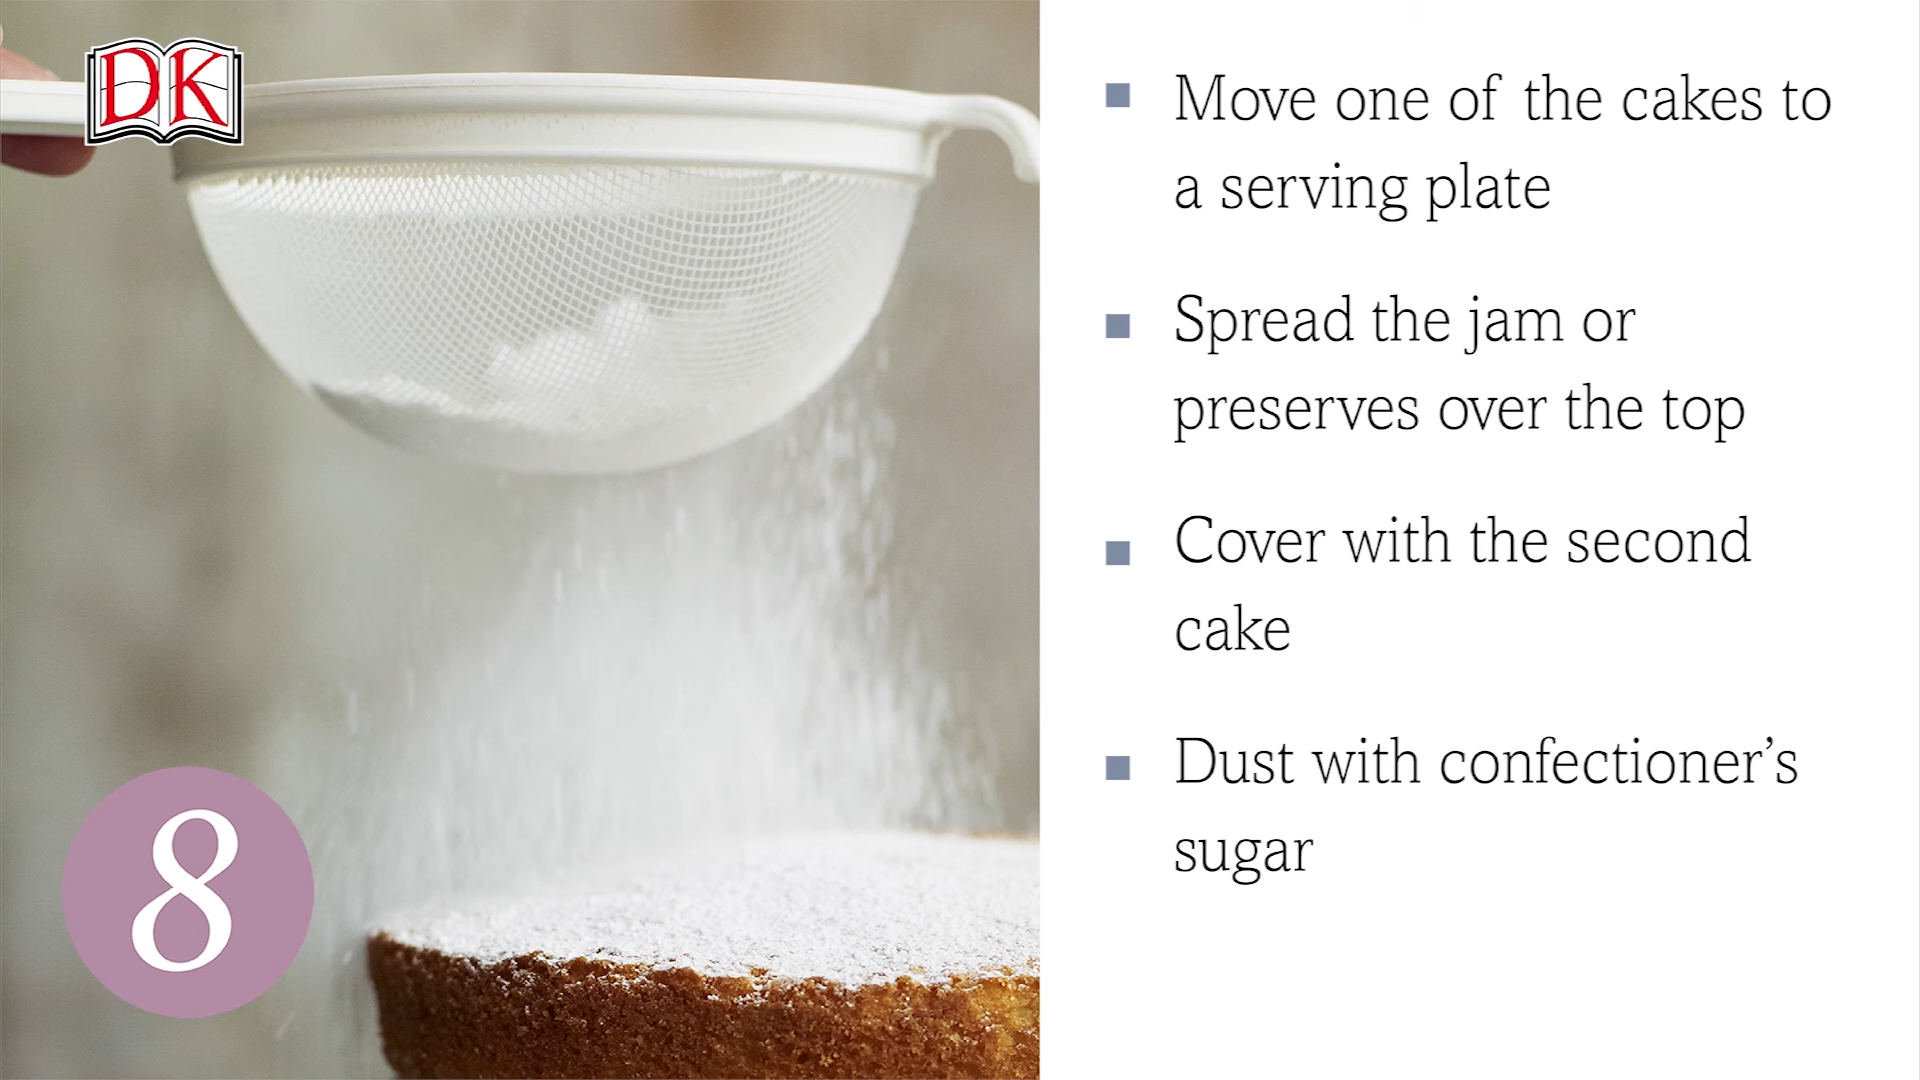 DK
Move one of the cakes to
a serving plate
Spread the jam or
preserves over the top
Cover with the second
cake
Dust with confectioner’s
sugar
8